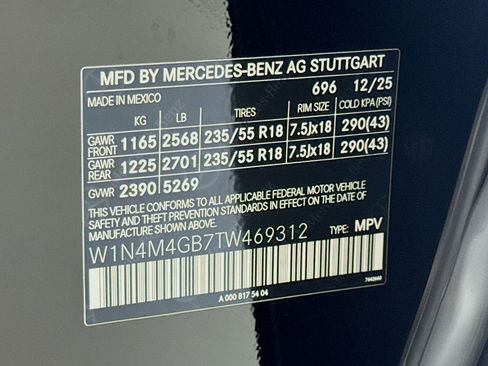 MFD BY MERCEDES-BENZ AG STUTTGART
MADE IN MEXICO 696 12/25
KG LB TIRES RIM SIZE COLD KPA (PSI)
GAWR FRONT 1165 2568 235/55 R18 7.5Jx18 290(43)
GAWR REAR 1225 2701 235/55 R18 7.5Jx18 290(43)
GVWR 2390 5269
THIS VEHICLE CONFORMS TO ALL APPLICABLE FEDERAL MOTOR VEHICLE
SAFETY STANDARDS IN EFFECT ON THE DATE OF
MANUFACTURE SHOWN ABOVE.
W1N4M4GB7TW469312 TYPE: MPV
A 000 817 54 04